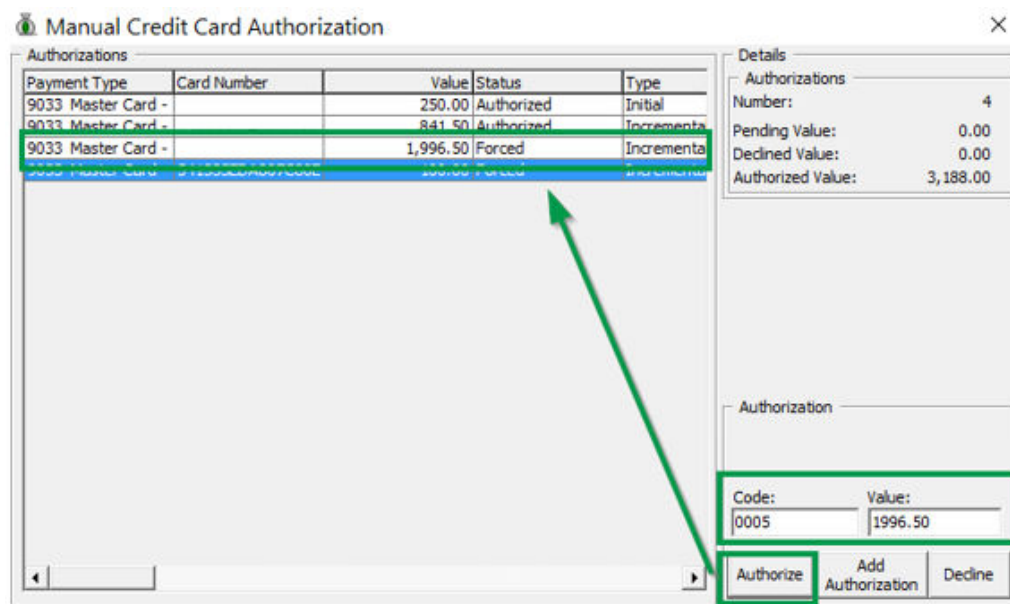 Manual Credit Card Authorization
Authorizations
Payment Type Card Number Value Status Type
9033 Master Card - 250.00 Authorized Initial
9033 Master Card - 841.50 Authorized Incrementa
9033 Master Card - 1,996.50 Forced Incrementa
Details
Authorizations
Number: 4
Pending Value: 0.00
Declined Value: 0.00
Authorized Value: 3,188.00
Authorization
Code: Value:
0005 1996.50
Authorize Add Authorization Decline